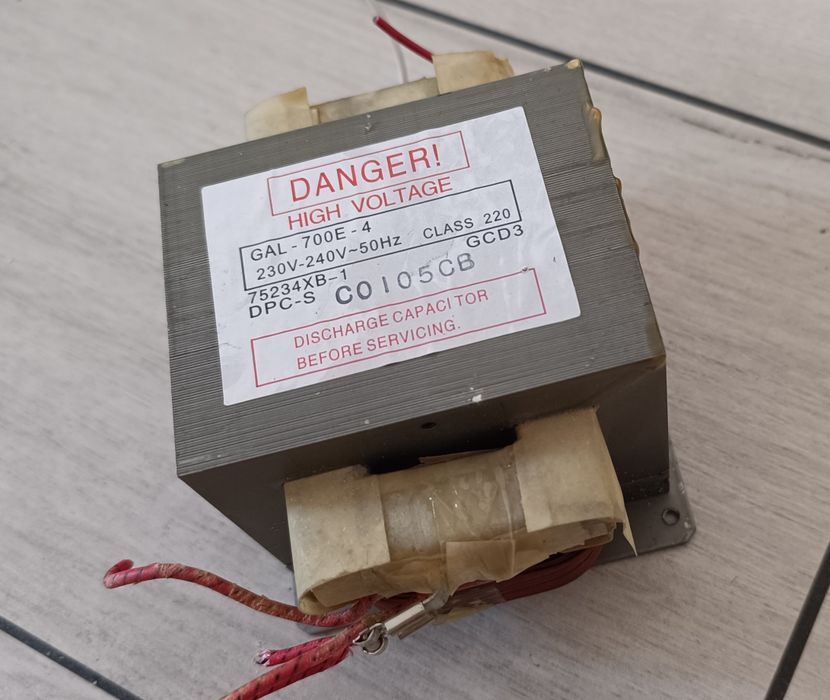 DANGER!
HIGH VOLTAGE
GAL-700E-4
230V-240V~50Hz CLASS 220
75234XB-1 GCD3
DPC-S C0105CB
DISCHARGE CAPACITOR
BEFORE SERVICING.